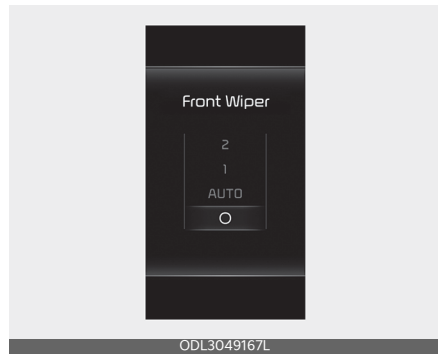 Front Wiper
2
1
AUTO
O
ODL3049167L